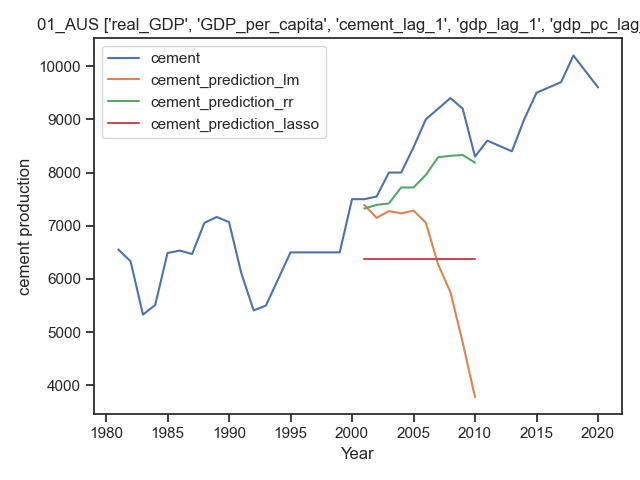 01_AUS ['real_GDP', 'GDP_per_capita', 'cement_lag_1', 'gdp_lag_1', 'gdp_pc_lag_
cement
cement_prediction_lm
cement_prediction_rr
cement_prediction_lasso
10000
9000
8000
7000
6000
5000
4000
cement production
1980 1985 1990 1995 2000 2005 2010 2015 2020
Year